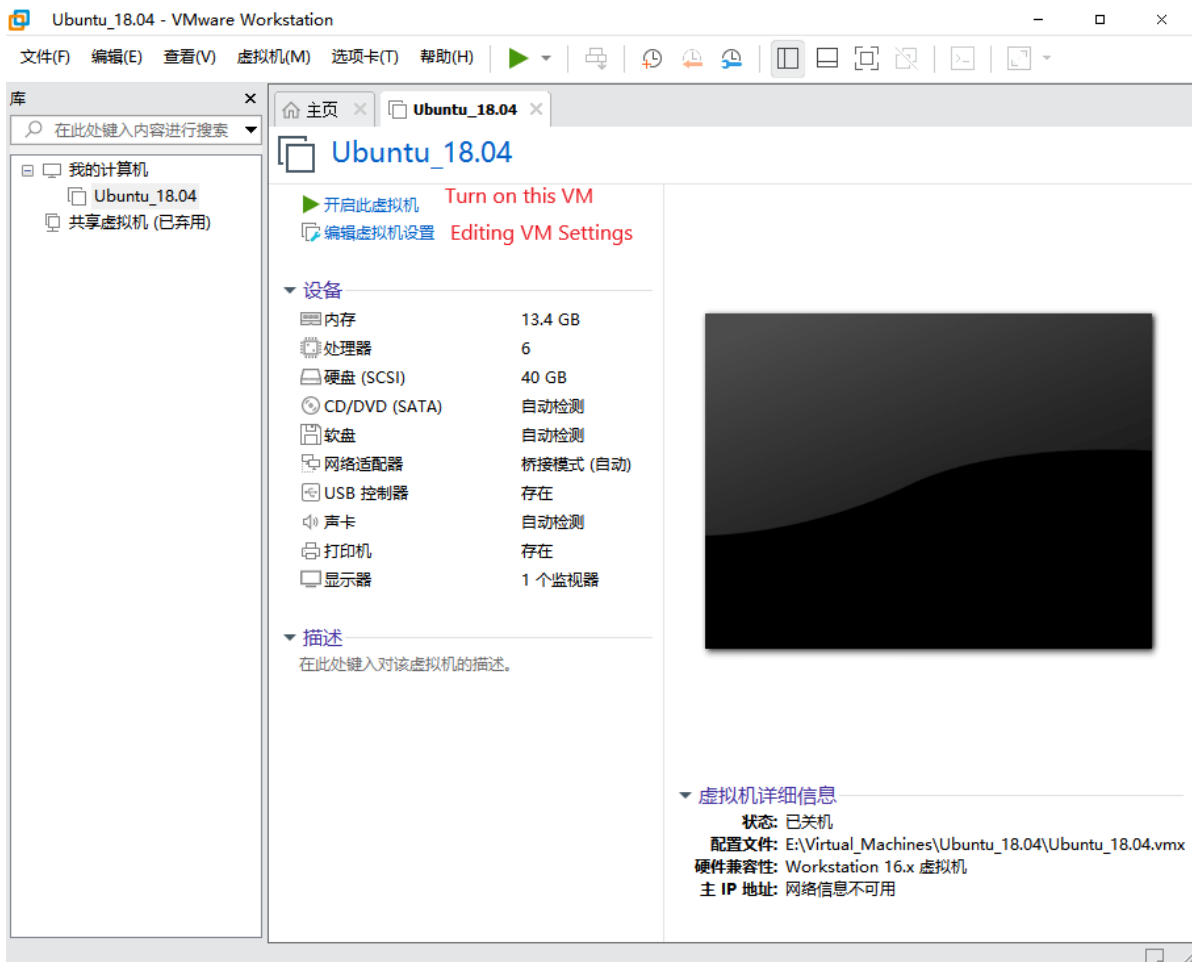 Ubuntu_18.04 - VMware Workstation
文件(F) 编辑(E) 查看(V) 虚拟机(M) 选项卡(T) 帮助(H)
库
在此处键入内容进行搜索
我的计算机
Ubuntu_18.04
共享虚拟机 (已弃用)
主页 Ubuntu_18.04
Ubuntu_18.04
开启此虚拟机 Turn on this VM
编辑虚拟机设置 Editing VM Settings
设备
内存 13.4 GB
处理器 6
硬盘 (SCSI) 40 GB
CD/DVD (SATA) 自动检测
软盘 自动检测
网络适配器 桥接模式 (自动)
USB 控制器 存在
声卡 自动检测
打印机 存在
显示器 1 个监视器
描述
在此处键入对该虚拟机的描述。
虚拟机详细信息
状态: 已关机
配置文件: E:\Virtual_Machines\Ubuntu_18.04\Ubuntu_18.04.vmx
硬件兼容性: Workstation 16.x 虚拟机
主 IP 地址: 网络信息不可用